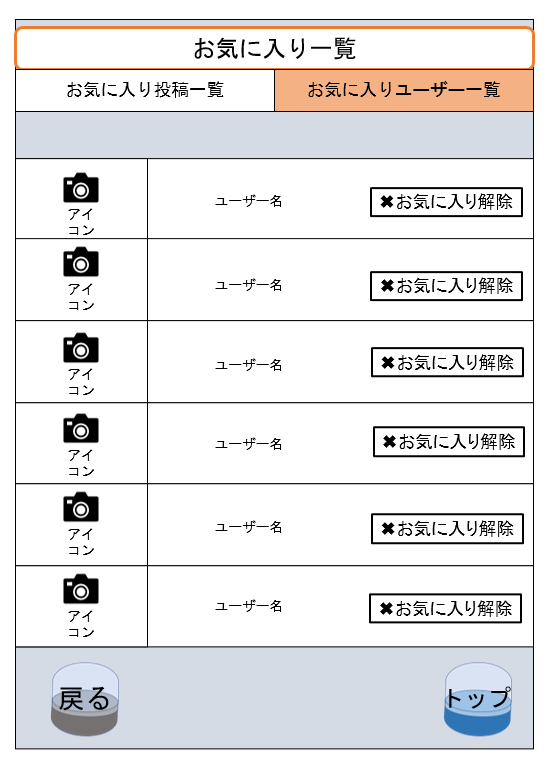 お気に入り一覧
お気に入り投稿一覧
お気に入りユーザー一覧
アイ
コン
ユーザー名
✖お気に入り解除
アイ
コン
ユーザー名
✖お気に入り解除
アイ
コン
ユーザー名
✖お気に入り解除
アイ
コン
ユーザー名
✖お気に入り解除
アイ
コン
ユーザー名
✖お気に入り解除
アイ
コン
ユーザー名
✖お気に入り解除
戻る
トップ